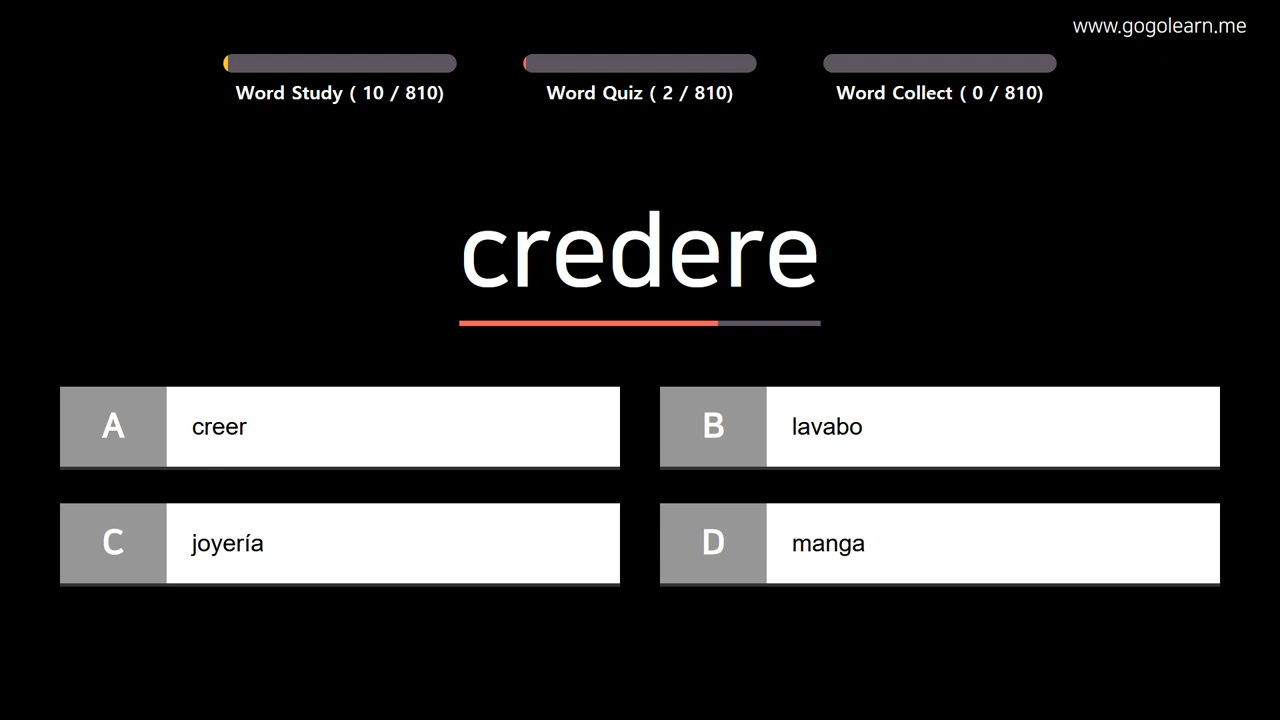 www.gogolearn.me
Word Study ( 10 / 810)
Word Quiz ( 2 / 810)
Word Collect ( 0 / 810)
credere
A creer
B lavabo
C joyería
D manga